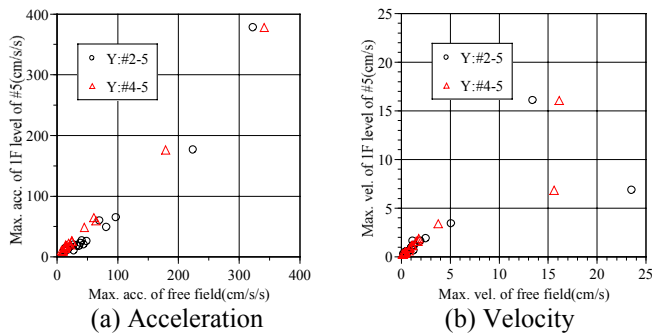 400
300
200
100
0
Max. acc. of 1F level of #5(cm/s/s)
Y:#2-5
Y:#4-5
0 100 200 300 400
Max. acc. of free field(cm/s/s)
(a) Acceleration
25
20
15
10
5
0
Max. vel. of 1F level of #5(cm/s)
Y:#2-5
Y:#4-5
0 5 10 15 20 25
Max. vel. of free field(cm/s)
(b) Velocity